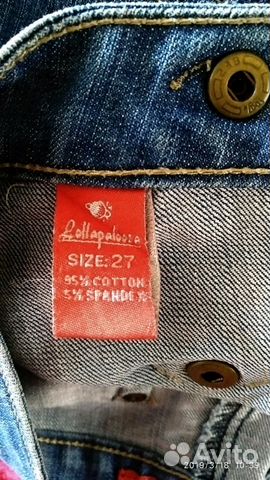 Lollapalooza
SIZE:27
95% COTTON
5% SPANDEX
2019/3/18 10:39
Avito